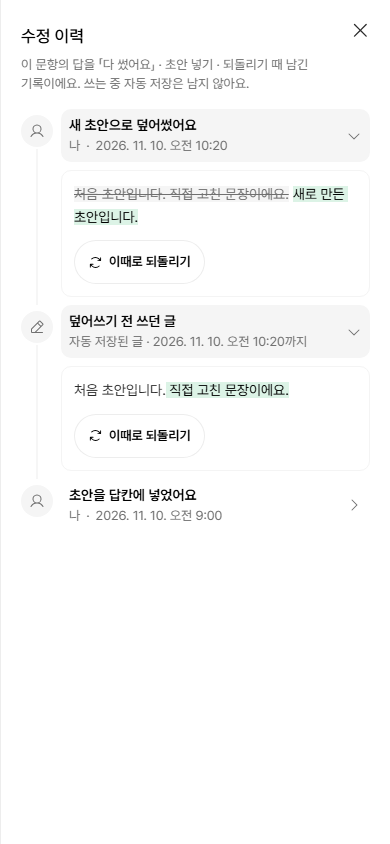 수정 이력
이 문항의 답을 「다 썼어요」 · 초안 넣기 · 되돌리기 때 남긴
기록이에요. 쓰는 중 자동 저장은 남지 않아요.
새 초안으로 덮어썼어요
나 · 2026. 11. 10. 오전 10:20
처음 초안입니다. 직접 고친 문장이에요. 새로 만든
초안입니다.
이때로 되돌리기
덮어쓰기 전 쓰던 글
자동 저장된 글 · 2026. 11. 10. 오전 10:20까지
처음 초안입니다. 직접 고친 문장이에요.
이때로 되돌리기
초안을 답칸에 넣었어요
나 · 2026. 11. 10. 오전 9:00